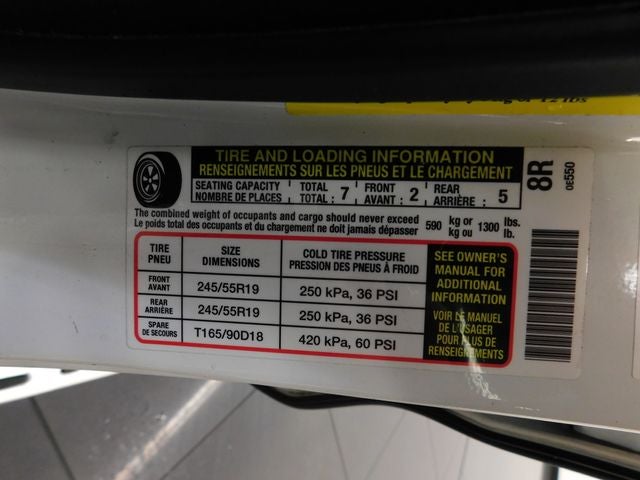 12 lbs
TIRE AND LOADING INFORMATION
RENSEIGNEMENTS SUR LES PNEUS ET LE CHARGEMENT
SEATING CAPACITY TOTAL FRONT REAR
NOMBRE DE PLACES TOTAL : 7 AVANT : 2 ARRIÈRE : 5
The combined weight of occupants and cargo should never exceed 590 kg or 1300 lbs.
Le poids total des occupants et du chargement ne doit jamais dépasser kg ou lb.
TIRE PNEU SIZE DIMENSIONS COLD TIRE PRESSURE PRESSION DES PNEUS À FROID
FRONT AVANT 245/55R19 250 kPa, 36 PSI
REAR ARRIÈRE 245/55R19 250 kPa, 36 PSI
SPARE DE SECOURS T165/90D18 420 kPa, 60 PSI
SEE OWNER'S
MANUAL FOR
ADDITIONAL
INFORMATION
VOIR LE MANUEL
DE L'USAGER
POUR PLUS DE
RENSEIGNEMENTS
8R
0E550